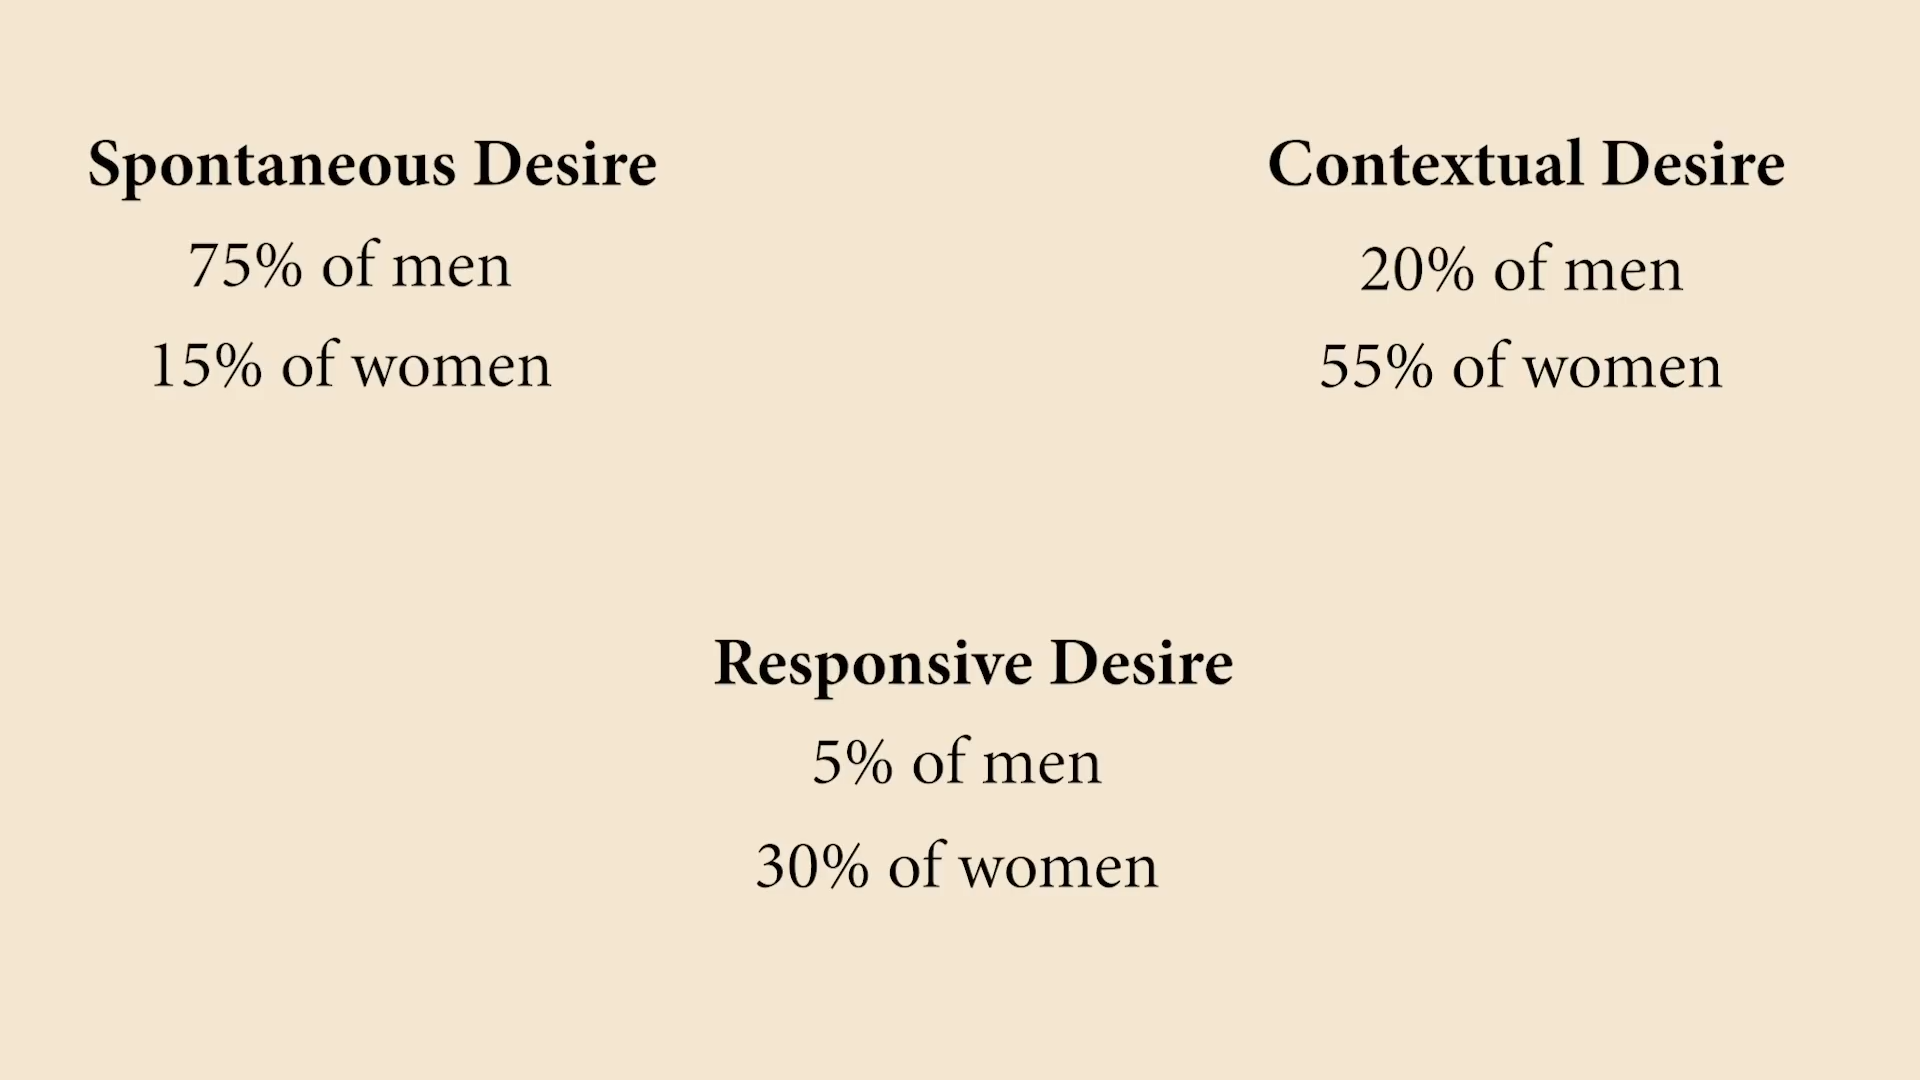 Spontaneous Desire
75% of men
15% of women
Contextual Desire
20% of men
55% of women
Responsive Desire
5% of men
30% of women